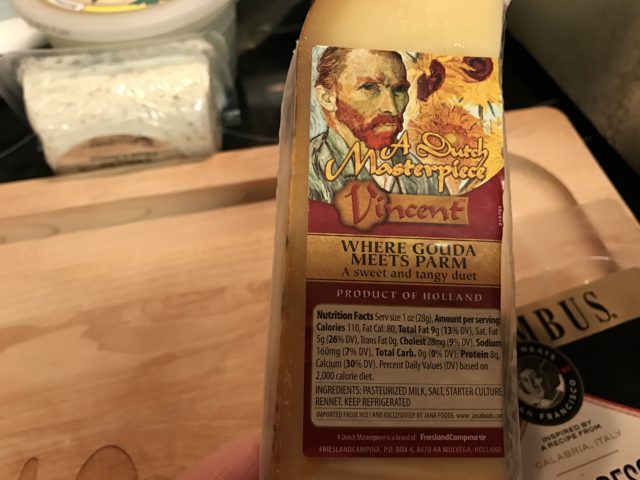 A Dutch
Masterpiece
Vincent
WHERE GOUDA
MEETS PARM
A sweet and tangy duet
PRODUCT OF HOLLAND
Nutrition Facts Serv size 1 oz (28g), Amount per serving:
Calories 110, Fat Cal. 80, Total Fat 9g (13% DV), Sat. Fat
5g (26% DV), Trans Fat 0g, Cholest 28mg (9% DV), Sodium
160mg (7% DV), Total Carb. 0g (0% DV), Protein 8g,
Calcium (30% DV). Percent Daily Values (DV) based on
2,000 calorie diet.
INGREDIENTS: PASTEURIZED MILK, SALT, STARTER CULTURE,
RENNET. KEEP REFRIGERATED
IMPORTED FROM HOLLAND EXCLUSIVELY BY JANA FOODS. www.janafoods.
A Dutch Masterpiece is a brand of: FrieslandCampina
FRIESLANDCAMPINA, P.O. BOX 4, 8470 AA WOLVEGA, HOLLAND
MBUS
MEATS
SAN FRANCISCO
INSPIRED BY
A RECIPE FROM
CALABRIA, ITALY